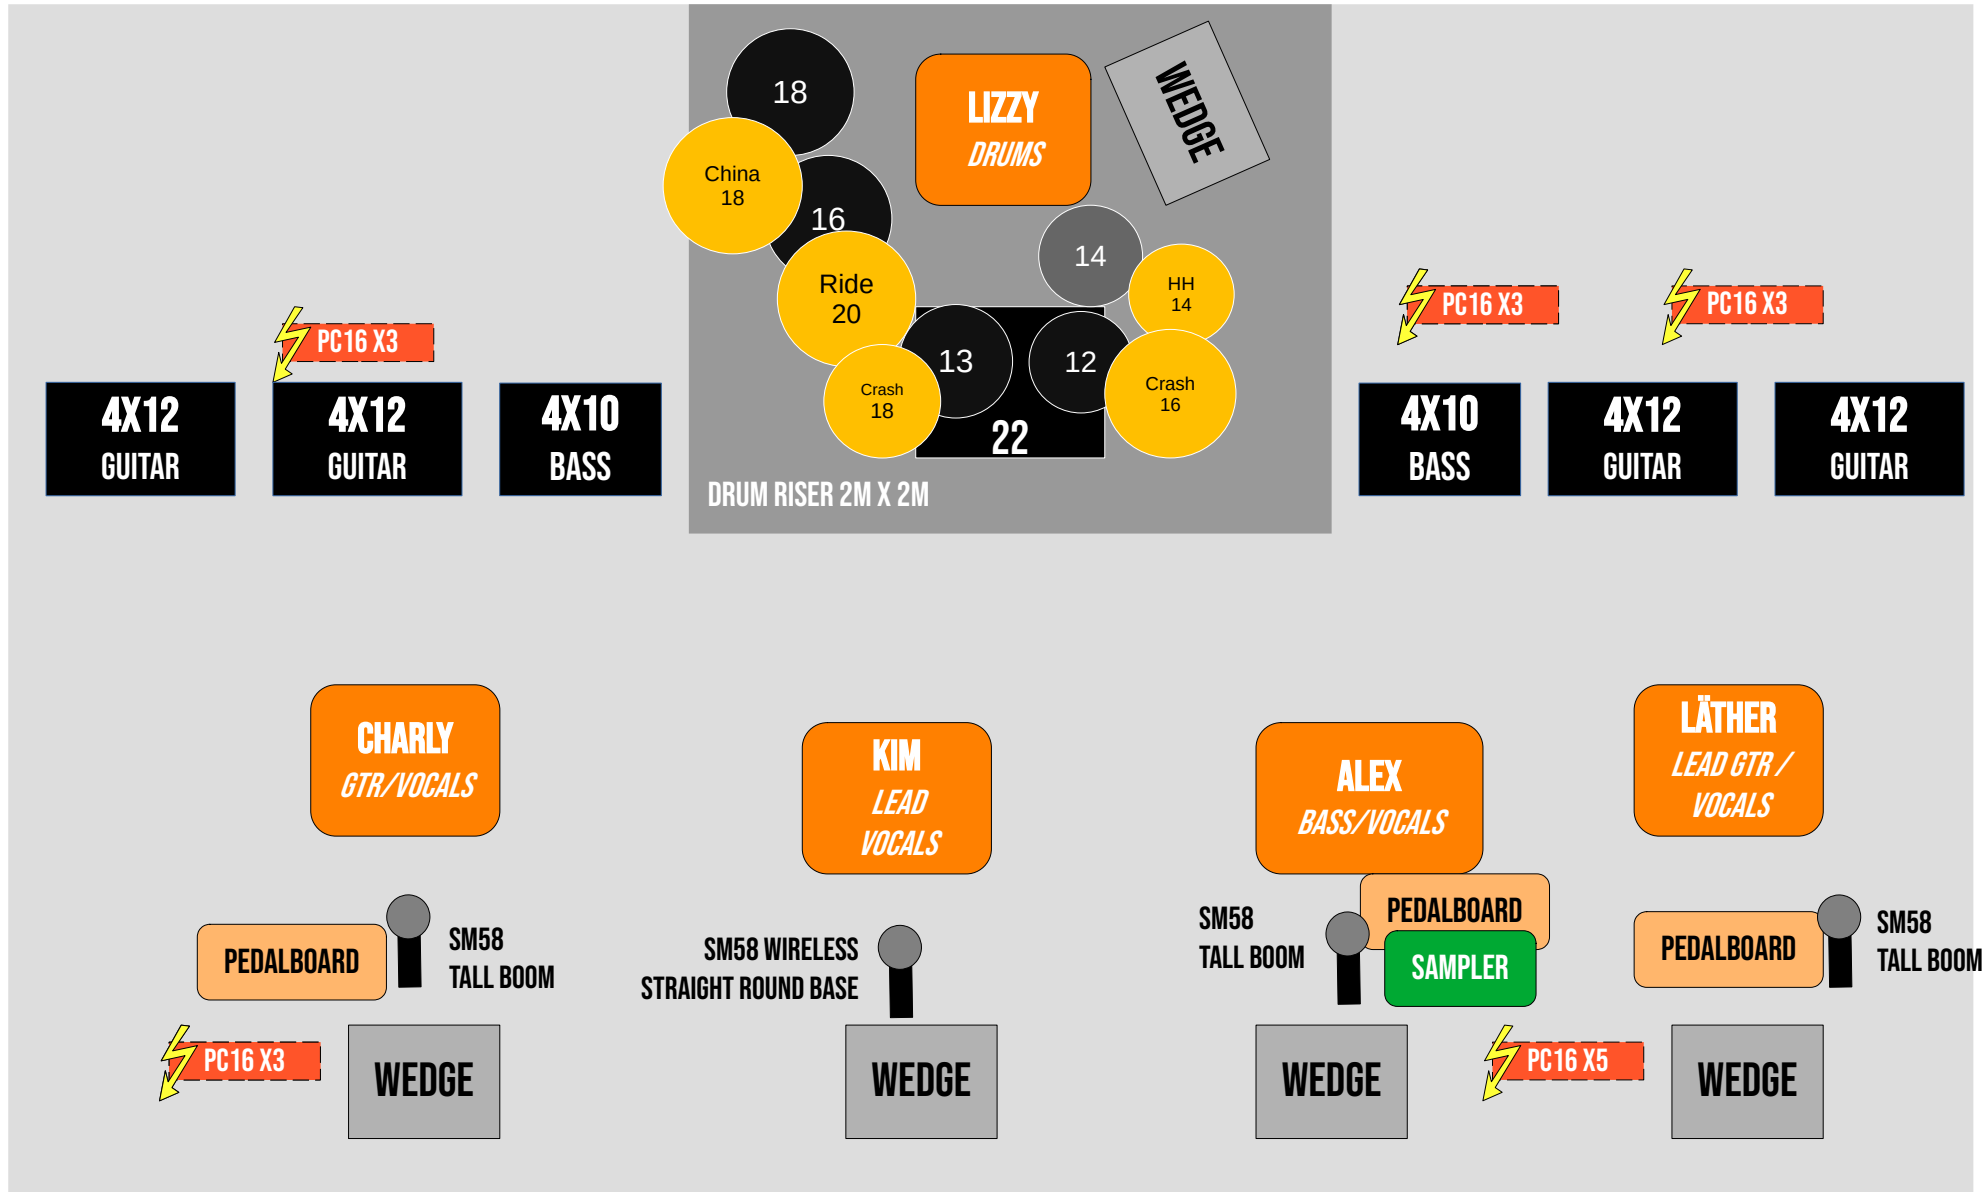 18
LIZZY
DRUMS
WEDGE
China
18
16
14
Ride
20
HH
14
PC16 X3
PC16 X3
PC16 X3
13
12
Crash
18
Crash
16
22
4X12
GUITAR
4X12
GUITAR
4X10
BASS
4X10
BASS
4X12
GUITAR
4X12
GUITAR
DRUM RISER 2M X 2M
CHARLY
GTR/VOCALS
KIM
LEAD
VOCALS
ALEX
BASS/VOCALS
LÄTHER
LEAD GTR /
VOCALS
PEDALBOARD
SM58
TALL BOOM
SM58 WIRELESS
STRAIGHT ROUND BASE
SM58
TALL BOOM
PEDALBOARD
SAMPLER
PEDALBOARD
SM58
TALL BOOM
PC16 X3
WEDGE
WEDGE
WEDGE
PC16 X5
WEDGE